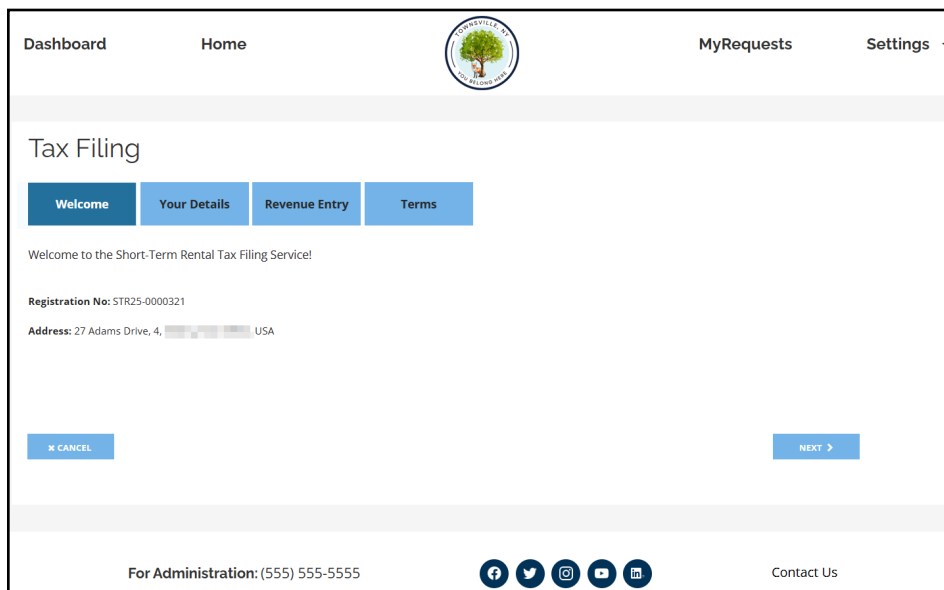 Dashboard Home TOWNSVILLE, NY YOU BELONG HERE MyRequests Settings
Tax Filing
Welcome Your Details Revenue Entry Terms
Welcome to the Short-Term Rental Tax Filing Service!
Registration No: STR25-0000321
Address: 27 Adams Drive, 4, USA
CANCEL NEXT
For Administration: (555) 555-5555 Contact Us